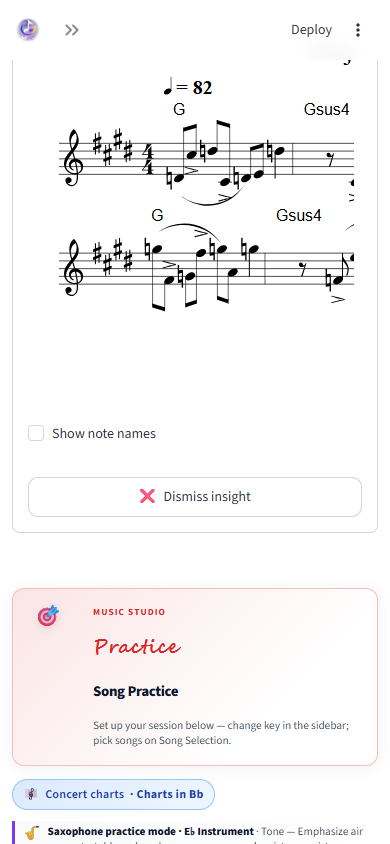 Deploy
= 82
G
Gsus4
G
Gsus4
Show note names
Dismiss insight
MUSIC STUDIO
Practice
Song Practice
Set up your session below — change key in the sidebar;
pick songs on Song Selection.
Concert charts · Charts in Bb
Saxophone practice mode · E♭ Instrument · Tone — Emphasize air